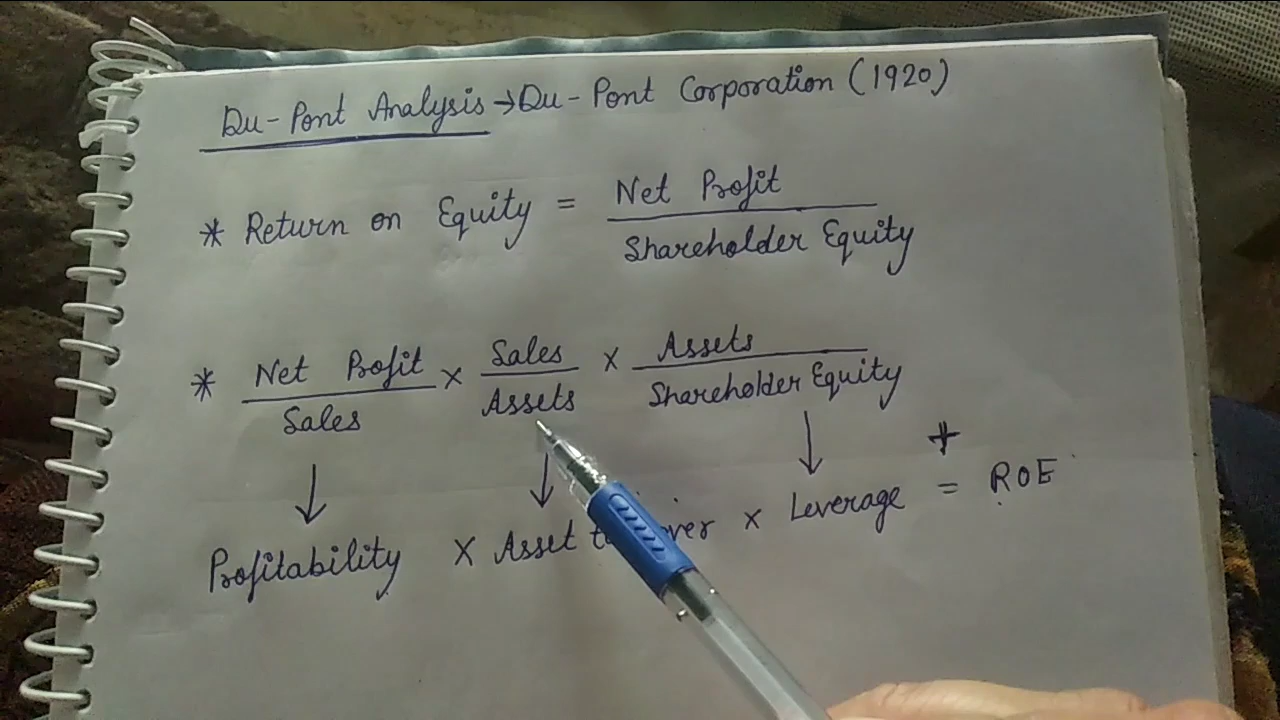 Du-Pont Analysis → Du-Pont Corporation (1920)
* Return on Equity = Net Profit / Shareholder Equity
* Net Profit / Sales × Sales / Assets × Assets / Shareholder Equity
↓ ↓ ↓ +
Profitability × Asset × Leverage = ROE